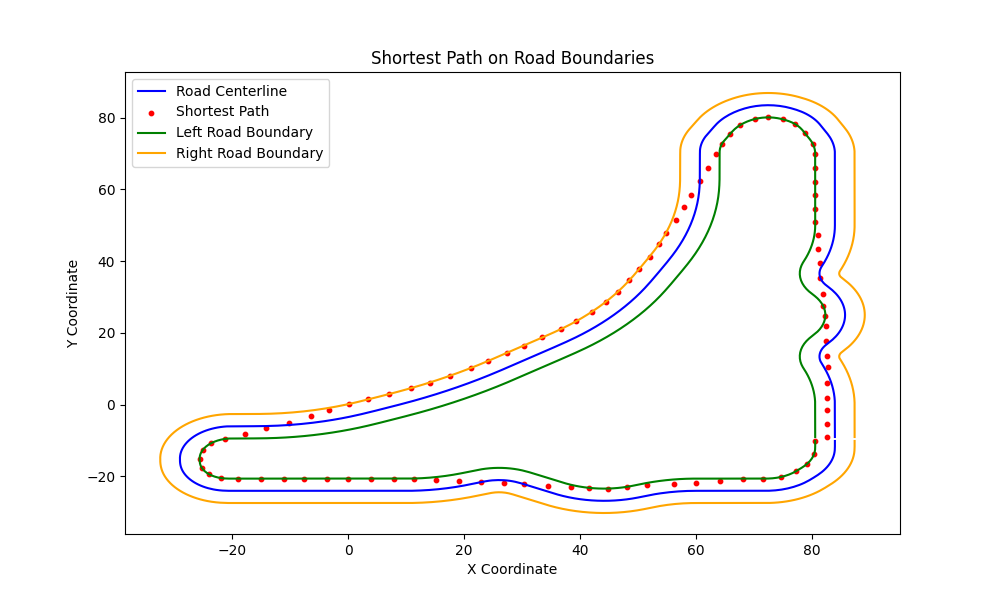 Shortest Path on Road Boundaries
Road Centerline
Shortest Path
Left Road Boundary
Right Road Boundary
80
60
40
20
0
−20
Y Coordinate
−20
0
20
40
60
80
X Coordinate